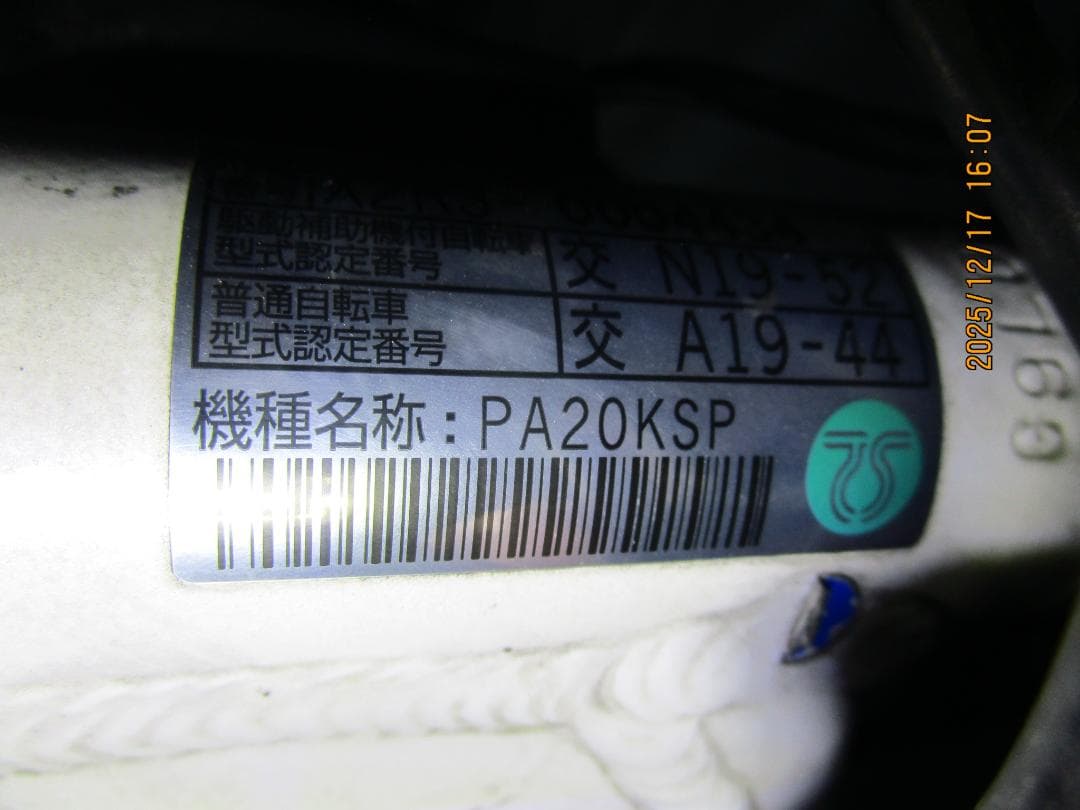 駆動補助機付自転車
型式認定番号
交 N19-52
普通自転車
型式認定番号
交 A19-44
機種名称：PA20KSP
TS
2025/12/17 16:07